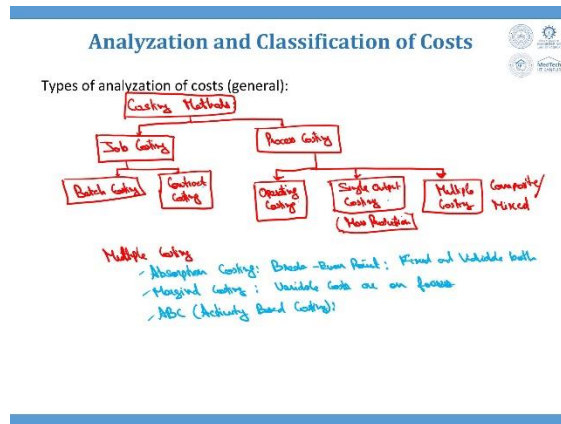 Analyzation and Classification of Costs
Types of analyzation of costs (general):
Costing Methods
Job Costing
Process Costing
Batch Costing
Contract
Costing
Operating
Costing
Single Output
Costing
(Mass Production)
Multiple
Costing
Composite/
Mixed
Multiple Costing
- Absorption Costing: Break-Even Point: Fixed and Variable both
- Marginal Costing: Variable Costs are on focus
- ABC (Activity Based Costing):
MedTech